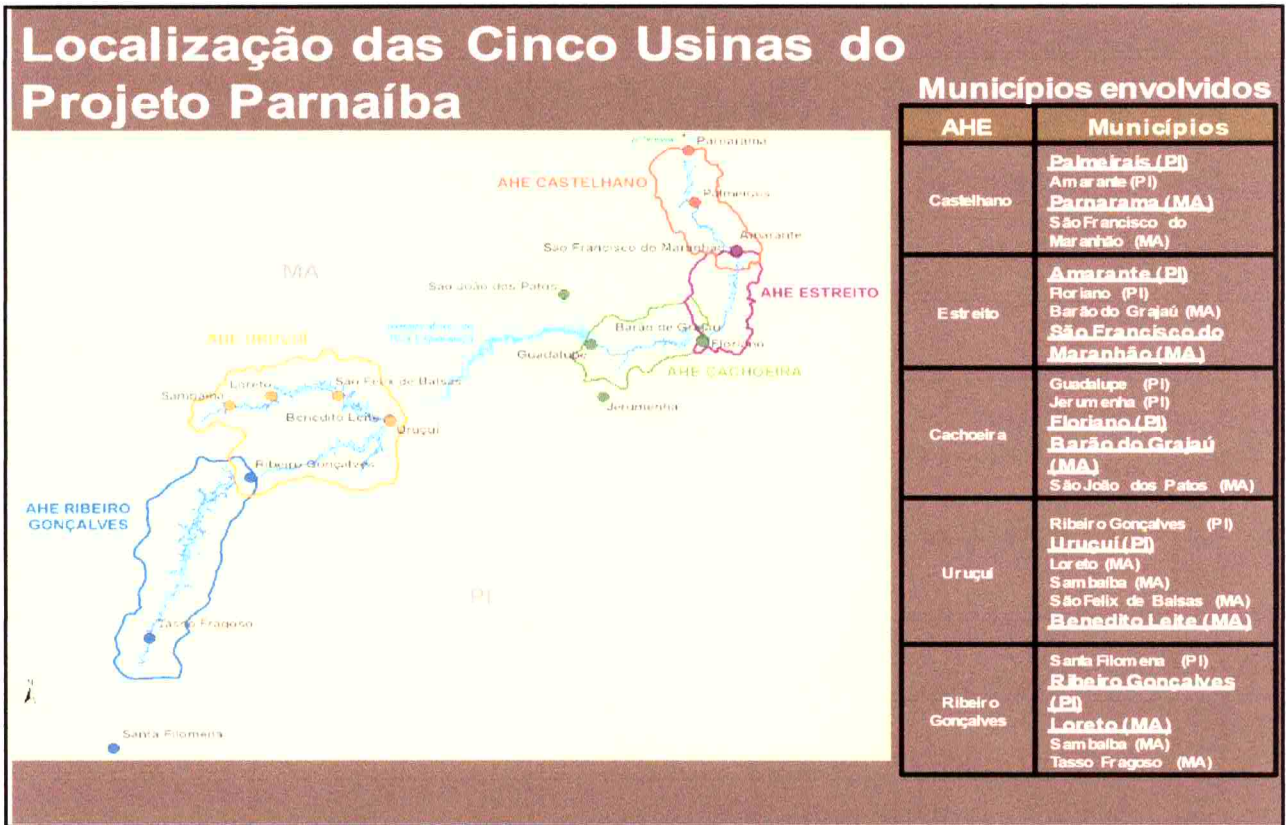 Localização das Cinco Usinas do
Projeto Parnaíba
Municípios envolvidos
AHE
Municípios
Castelhano
Palmeirais (PI)
Amarante (PI)
Parnarama (MA)
São Francisco do
Maranhão (MA)
Estreito
Amarante (PI)
Floriano (PI)
Barão do Grajaú (MA)
São Francisco do
Maranhão (MA)
Cachoeira
Guadalupe (PI)
Jerumenha (PI)
Floriano (PI)
Barão do Grajaú
(MA)
São João dos Patos (MA)
Uruçuí
Ribeiro Gonçalves (PI)
Uruçuí (PI)
Loreto (MA)
Sambaíba (MA)
São Felix de Balsas (MA)
Benedito Leite (MA)
Ribeiro
Gonçalves
Santa Filomena (PI)
Ribeiro Gonçalves
(PI)
Loreto (MA)
Sambaíba (MA)
Tasso Fragoso (MA)
Parnarama
AHE CASTELHANO
Palmeirais
Amarante
São Francisco do Maranhão
MA
São João dos Patos
AHE ESTREITO
Barão de Grajaú
Guadalupe
Floriano
AHE CACHOEIRA
Jerumenha
AHE URUÇUÍ
Loreto
São Felix de Balsas
Sambaíba
Benedito Leite
Uruçuí
Ribeiro Gonçalves
AHE RIBEIRO
GONÇALVES
PI
Tasso Fragoso
N
Santa Filomena